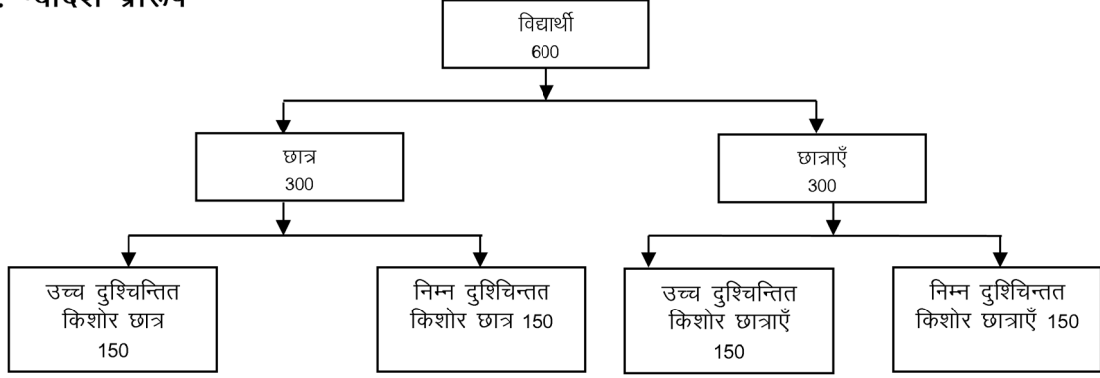 विद्यार्थी
600
छात्र
300
छात्राएँ
300
उच्च दुश्चिन्तित
किशोर छात्र
150
निम्न दुश्चिन्तत
किशोर छात्र 150
उच्च दुश्चिन्तित
किशोर छात्राएँ
150
निम्न दुश्चिन्तत
किशोर छात्राएँ 150